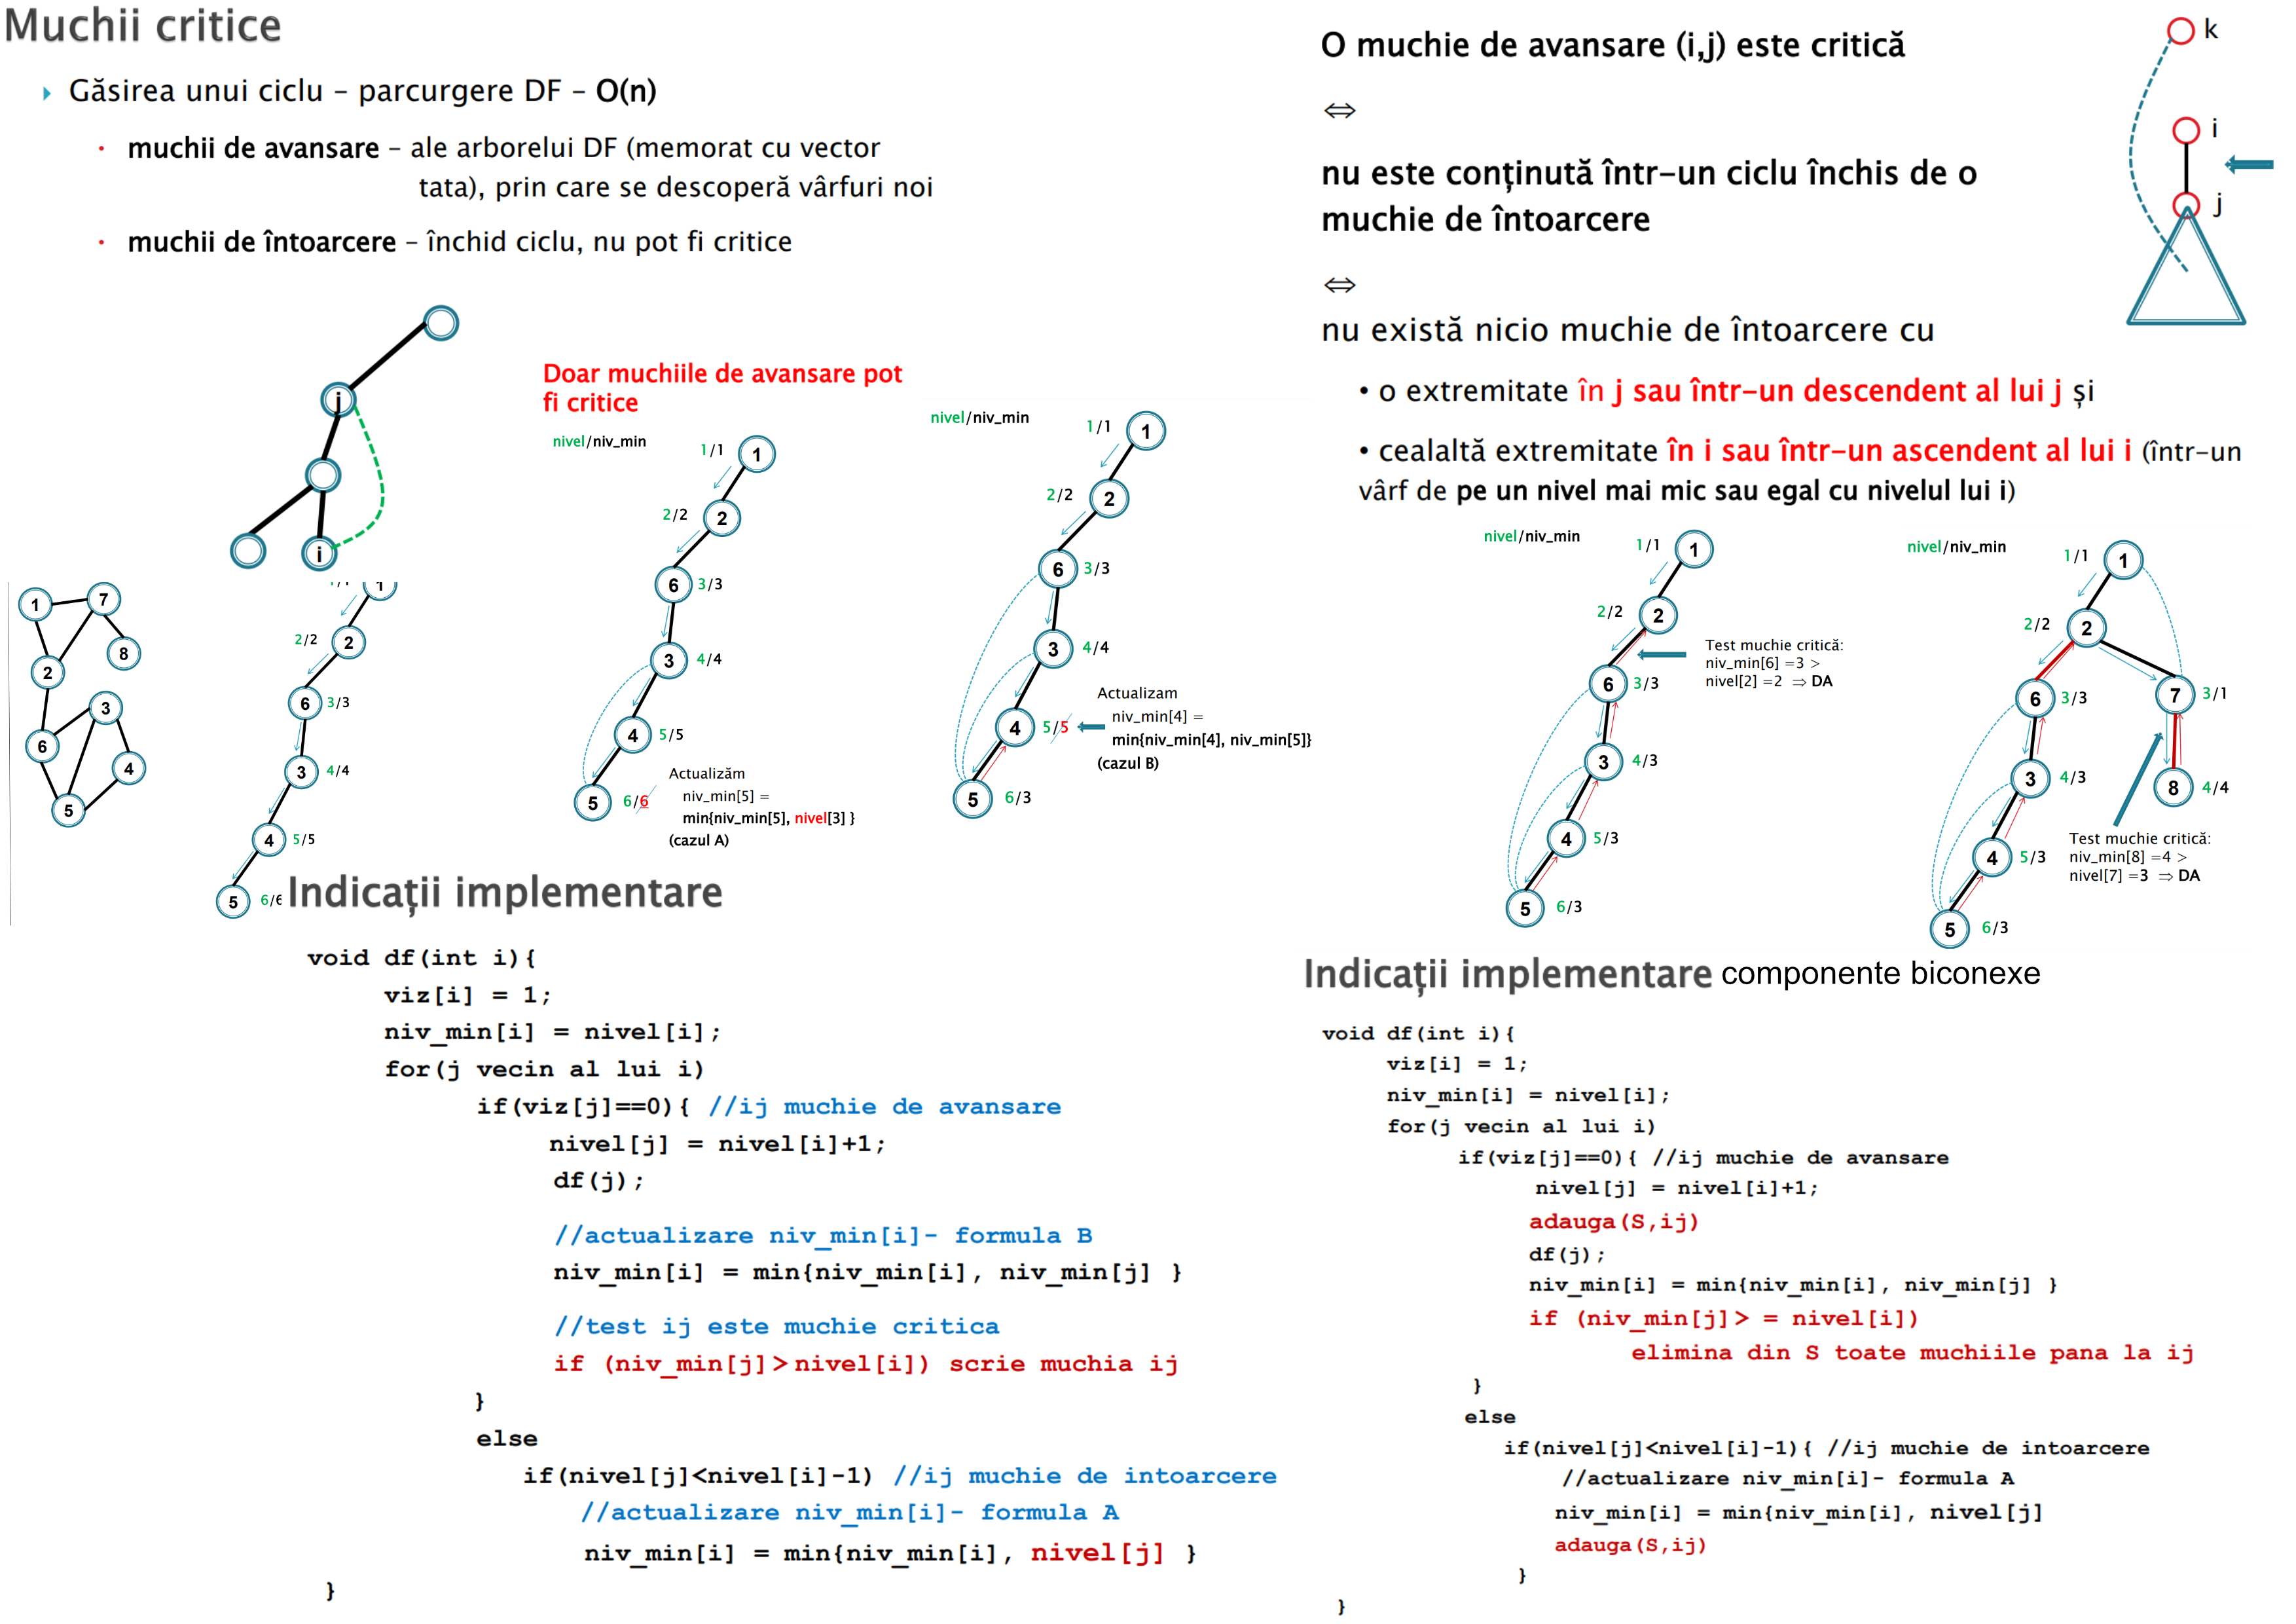 Muchii critice
Găsirea unui ciclu – parcurgere DF – O(n)
• muchii de avansare – ale arborelui DF (memorat cu vector
tata), prin care se descoperă vârfuri noi
• muchii de întoarcere – închid ciclu, nu pot fi critice
j
i
Doar muchiile de avansare pot
fi critice
1
7
8
2
3
6
4
5
1
2/2
2
6
3/3
3
4/4
4
5/5
5
6/6
nivel/niv_min
1/1
1
2/2
2
6
3/3
3
4/4
4
5/5
5
6/6
Actualizăm
niv_min[5] =
min{niv_min[5], nivel[3] }
(cazul A)
nivel/niv_min
1/1
1
2/2
2
6
3/3
3
4/4
4
5/5
5
6/3
Actualizam
niv_min[4] =
min{niv_min[4], niv_min[5]}
(cazul B)
Indicații implementare
void df(int i){
viz[i] = 1;
niv_min[i] = nivel[i];
for(j vecin al lui i)
if(viz[j]==0){ //ij muchie de avansare
nivel[j] = nivel[i]+1;
df(j);
//actualizare niv_min[i]- formula B
niv_min[i] = min{niv_min[i], niv_min[j] }
//test ij este muchie critica
if (niv_min[j]>nivel[i]) scrie muchia ij
}
else
if(nivel[j]<nivel[i]-1) //ij muchie de intoarcere
//actualizare niv_min[i]- formula A
niv_min[i] = min{niv_min[i], nivel[j] }
}
O muchie de avansare (i,j) este critică
⇔
nu este conținută într-un ciclu închis de o
muchie de întoarcere
⇔
nu există nicio muchie de întoarcere cu
• o extremitate în j sau într-un descendent al lui j și
• cealaltă extremitate în i sau într-un ascendent al lui i (într-un
vârf de pe un nivel mai mic sau egal cu nivelul lui i)
k
i
j
nivel/niv_min
1/1
1
2/2
2
6
3/3
3
4/3
4
5/3
5
6/3
Test muchie critică:
niv_min[6] =3 >
nivel[2] =2 ⇒ DA
nivel/niv_min
1/1
1
2/2
2
6
3/3
7
3/1
3
4/3
8
4/4
4
5/3
5
6/3
Test muchie critică:
niv_min[8] =4 >
nivel[7] =3 ⇒ DA
Indicații implementare componente biconexe
void df(int i){
viz[i] = 1;
niv_min[i] = nivel[i];
for(j vecin al lui i)
if(viz[j]==0){ //ij muchie de avansare
nivel[j] = nivel[i]+1;
adauga(S,ij)
df(j);
niv_min[i] = min{niv_min[i], niv_min[j] }
if (niv_min[j]> = nivel[i])
elimina din S toate muchiile pana la ij
}
else
if(nivel[j]<nivel[i]-1){ //ij muchie de intoarcere
//actualizare niv_min[i]- formula A
niv_min[i] = min{niv_min[i], nivel[j]
adauga(S,ij)
}
}